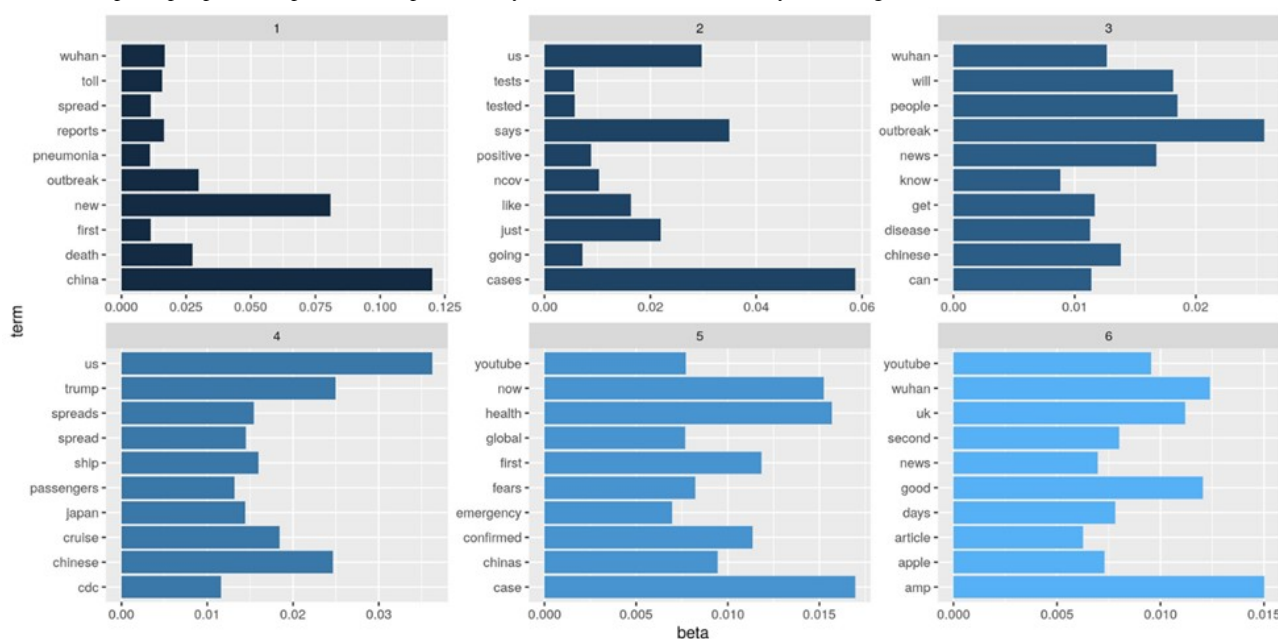 1
wuhan
toll
spread
reports
pneumonia
outbreak
new
first
death
china
0.000 0.025 0.050 0.075 0.100 0.125
2
us
tests
tested
says
positive
ncov
like
just
going
cases
0.00 0.02 0.04 0.06
3
wuhan
will
people
outbreak
news
know
get
disease
chinese
can
0.00 0.01 0.02
term
4
us
trump
spreads
spread
ship
passengers
japan
cruise
chinese
cdc
0.00 0.01 0.02 0.03
5
youtube
now
health
global
first
fears
emergency
confirmed
chinas
case
0.000 0.005 0.010 0.015
6
youtube
wuhan
uk
second
news
good
days
article
apple
amp
0.000 0.005 0.010 0.015
beta